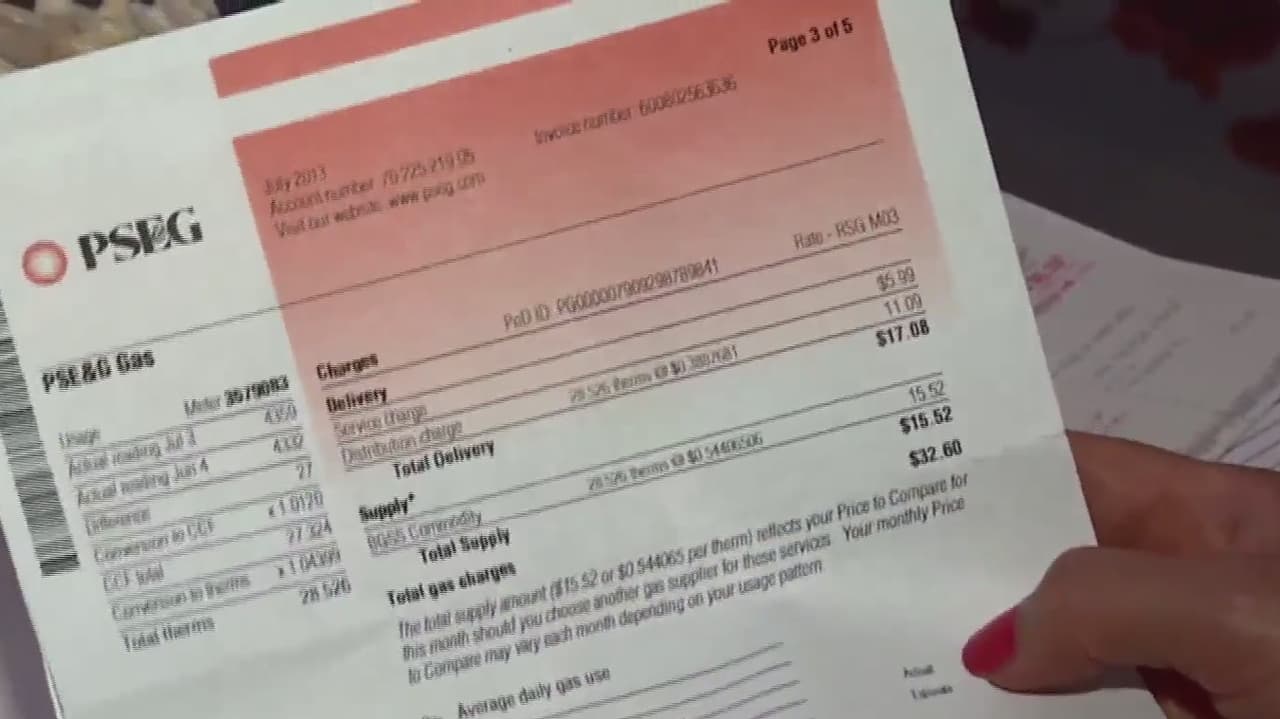 Page 3 of 5
July 2013
Invoice number 600802563636
Account number 70 225 219 05
Visit our website: www.pseg.com
PSEG
PSE&G Gas
Meter 3579083
Usage
Actual reading Jul 3 4359
Actual reading Jun 4 4332
Difference 27
Conversion to CCF x 1.0120
CCF total 27.324
Conversion to therms x 1.04399
Total therms 28.526
Charges PoD ID: Rate - RSG M03
Delivery
Service charge $5.99
Distribution charge 28.526 therms @ 11.09
Total Delivery $17.08
Supply*
BGSS Commodity 28.526 therms @ $0.54406506 15.52
Total Supply $15.52
Total gas charges $32.60
The total supply amount ($15.52 or $0.544065 per therm) reflects your Price to Compare for
this month should you choose another gas supplier for these services. Your monthly Price
to Compare may vary each month depending on your usage pattern.
Average daily gas use
Actual